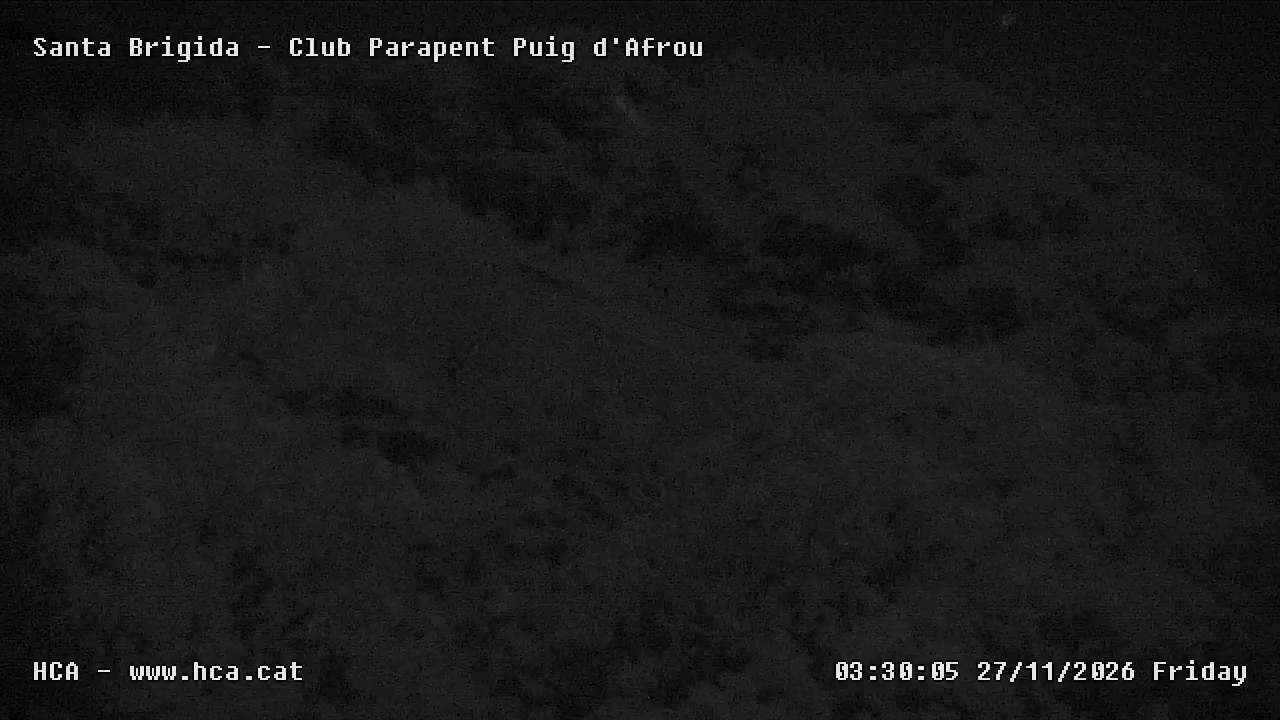 Santa Brigida - Club Parapent Puig d'Afrou
HCA - www.hca.cat
03:30:05 27/11/2026 Friday